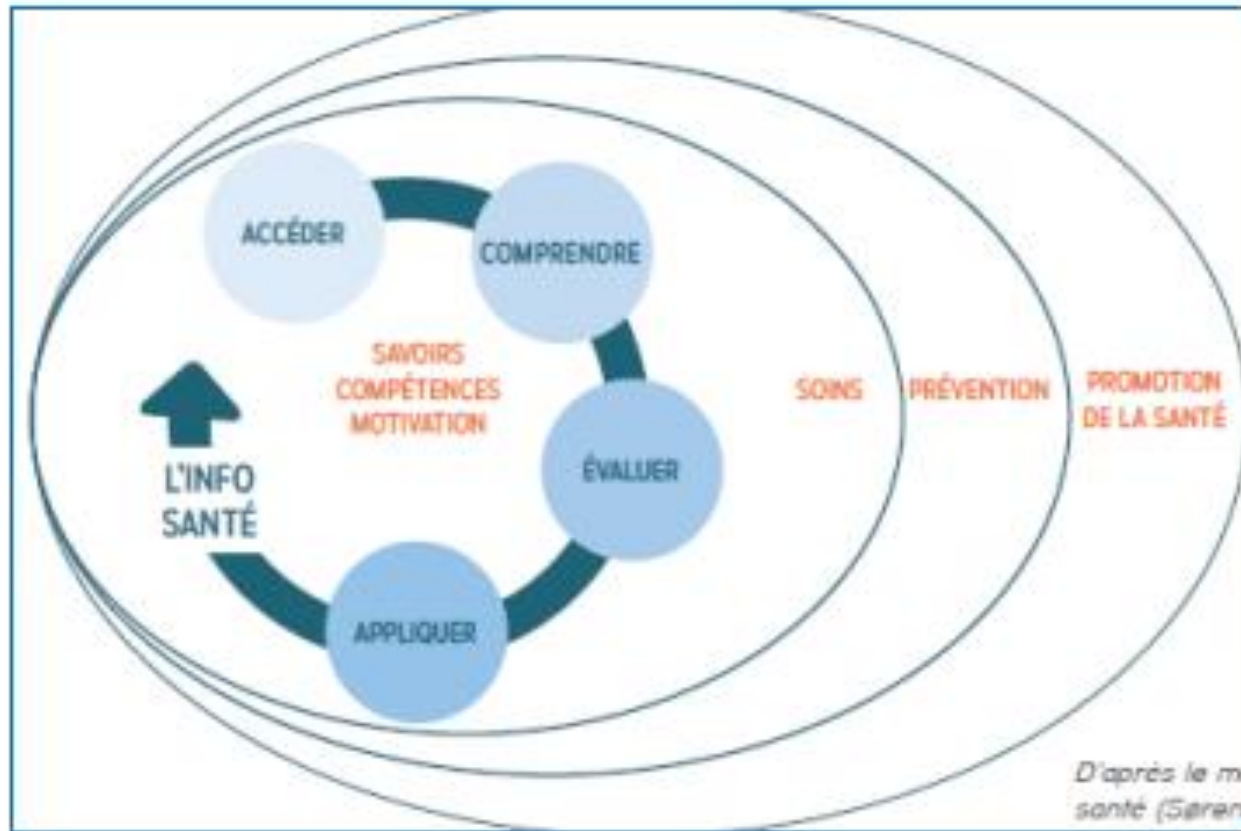 ACCÉDER
COMPRENDRE
SAVOIRS
COMPÉTENCES
MOTIVATION
SOINS
PRÉVENTION
PROMOTION
DE LA SANTÉ
ÉVALUER
L'INFO
SANTÉ
APPLIQUER
D'après le m
santé (Søren